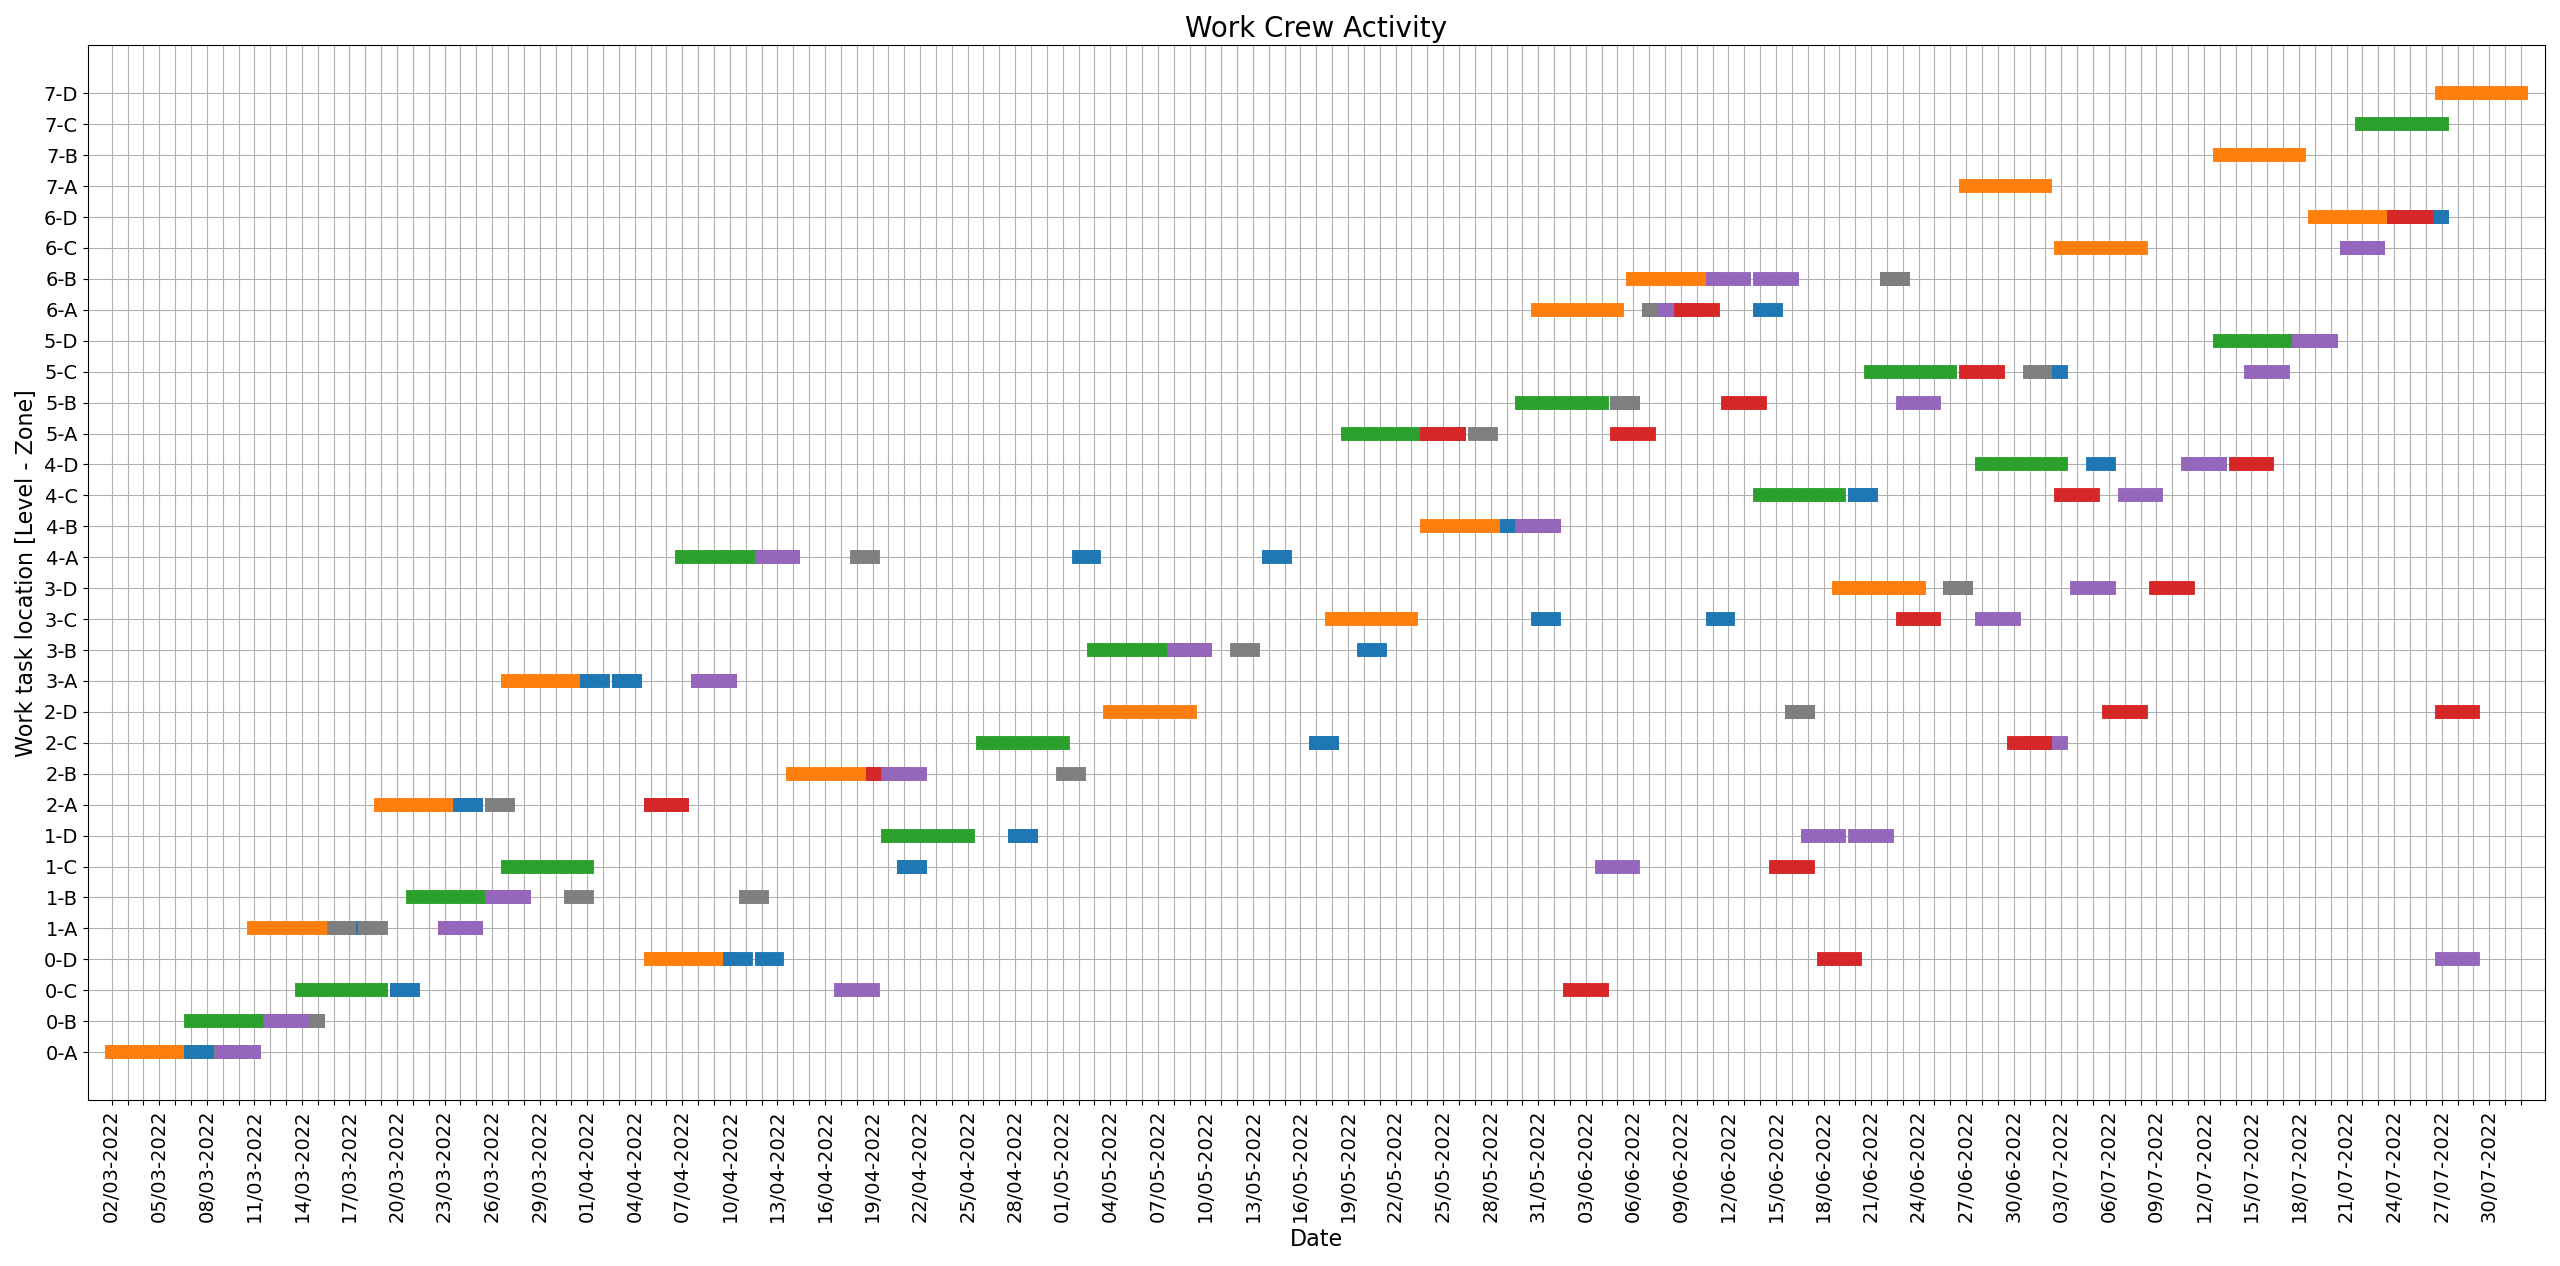 Work Crew Activity
Work task location [Level - Zone]
7-D
7-C
7-B
7-A
6-D
6-C
6-B
6-A
5-D
5-C
5-B
5-A
4-D
4-C
4-B
4-A
3-D
3-C
3-B
3-A
2-D
2-C
2-B
2-A
1-D
1-C
1-B
1-A
0-D
0-C
0-B
0-A
02/03-2022
05/03-2022
08/03-2022
11/03-2022
14/03-2022
17/03-2022
20/03-2022
23/03-2022
26/03-2022
29/03-2022
01/04-2022
04/04-2022
07/04-2022
10/04-2022
13/04-2022
16/04-2022
19/04-2022
22/04-2022
25/04-2022
28/04-2022
01/05-2022
04/05-2022
07/05-2022
10/05-2022
13/05-2022
16/05-2022
19/05-2022
22/05-2022
25/05-2022
28/05-2022
31/05-2022
03/06-2022
06/06-2022
09/06-2022
12/06-2022
15/06-2022
18/06-2022
21/06-2022
24/06-2022
27/06-2022
30/06-2022
03/07-2022
06/07-2022
09/07-2022
12/07-2022
15/07-2022
18/07-2022
21/07-2022
24/07-2022
27/07-2022
30/07-2022
Date